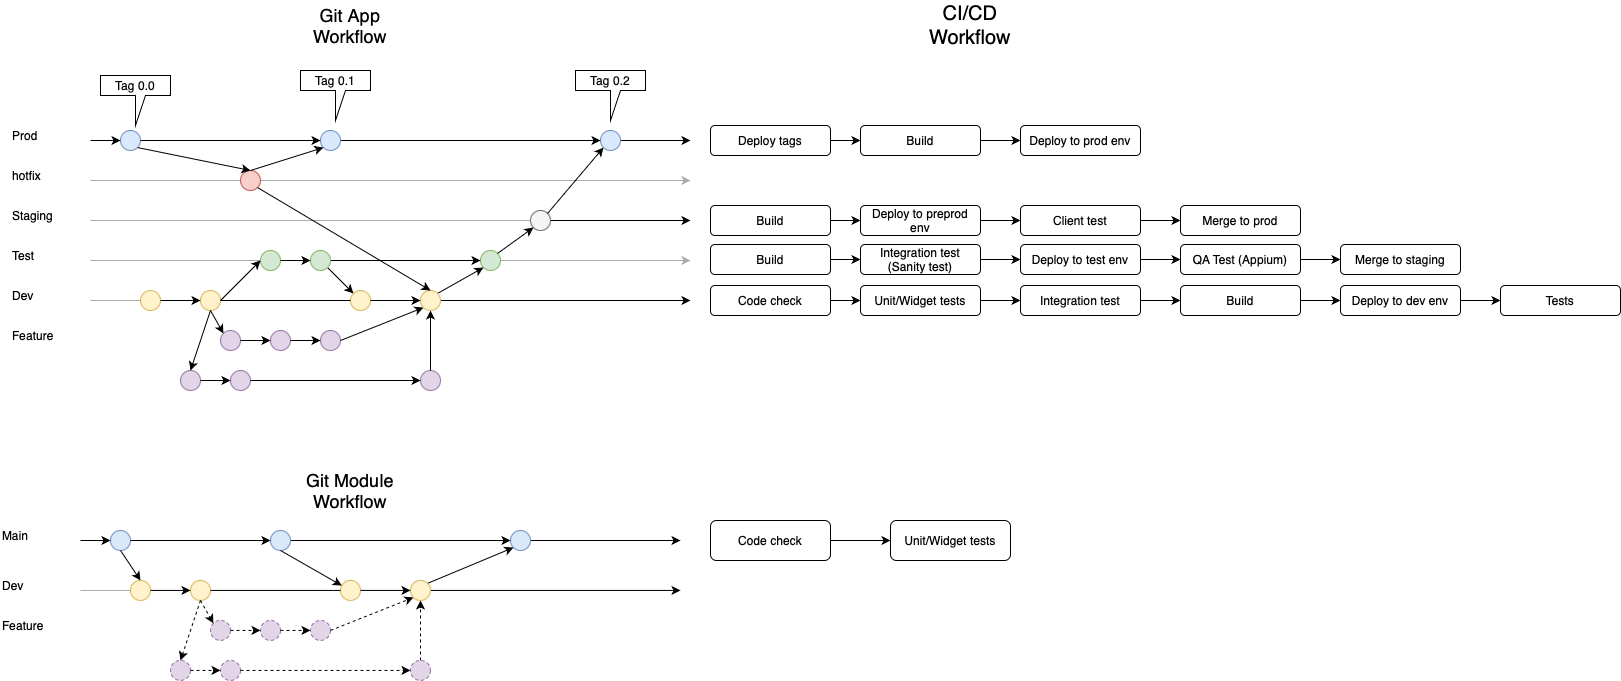 Git App
Workflow
CI/CD
Workflow
Tag 0.0
Tag 0.1
Tag 0.2
Prod
Deploy tags
Build
Deploy to prod env
hotfix
Staging
Build
Deploy to preprod
env
Client test
Merge to prod
Test
Build
Integration test
(Sanity test)
Deploy to test env
QA Test (Appium)
Merge to staging
Dev
Code check
Unit/Widget tests
Integration test
Build
Deploy to dev env
Tests
Feature
Git Module
Workflow
Main
Code check
Unit/Widget tests
Dev
Feature